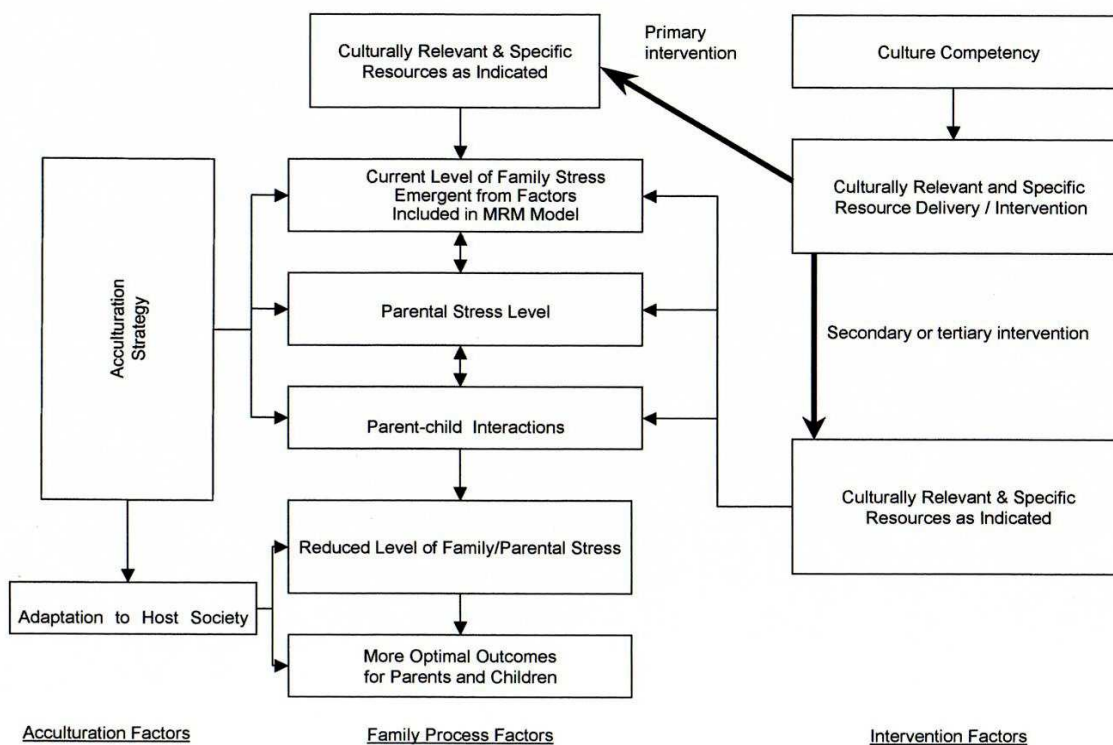 Culturally Relevant & Specific
Resources as Indicated
Primary
intervention
Culture Competency
Current Level of Family Stress
Emergent from Factors
Included in MRM Model
Culturally Relevant and Specific
Resource Delivery / Intervention
Acculturation
Strategy
Parental Stress Level
Secondary or tertiary intervention
Parent-child Interactions
Culturally Relevant & Specific
Resources as Indicated
Reduced Level of Family/Parental Stress
Adaptation to Host Society
More Optimal Outcomes
for Parents and Children
Acculturation Factors
Family Process Factors
Intervention Factors